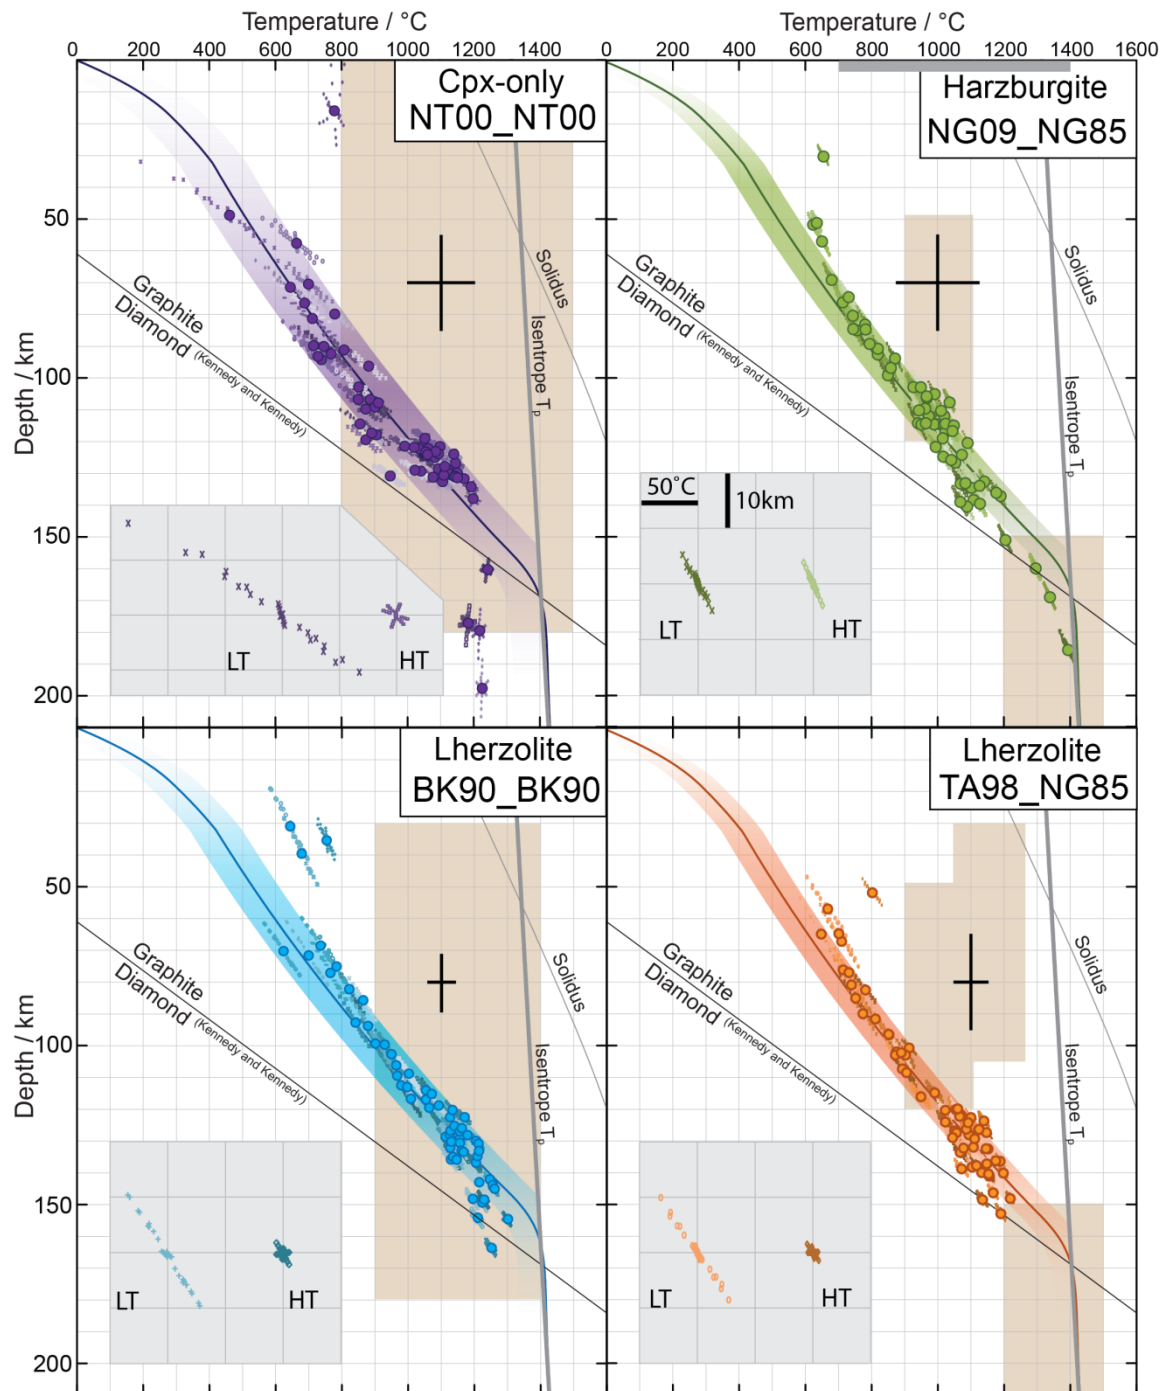 Temperature / °C
Temperature / °C
0 200 400 600 800 1000 1200 1400
0 200 400 600 800 1000 1200 1400 1600
Cpx-only
NT00_NT00
Depth / km
50
100
150
200
Graphite
Diamond (Kennedy and Kennedy)
Solidus
Isentrope Tp
LT
HT
Harzburgite
NG09_NG85
Graphite
Diamond (Kennedy and Kennedy)
Solidus
Isentrope Tp
50°C
10km
LT
HT
Lherzolite
BK90_BK90
Depth / km
50
100
150
200
Graphite
Diamond (Kennedy and Kennedy)
Solidus
Isentrope Tp
LT
HT
Lherzolite
TA98_NG85
Graphite
Diamond (Kennedy and Kennedy)
Solidus
Isentrope Tp
LT
HT